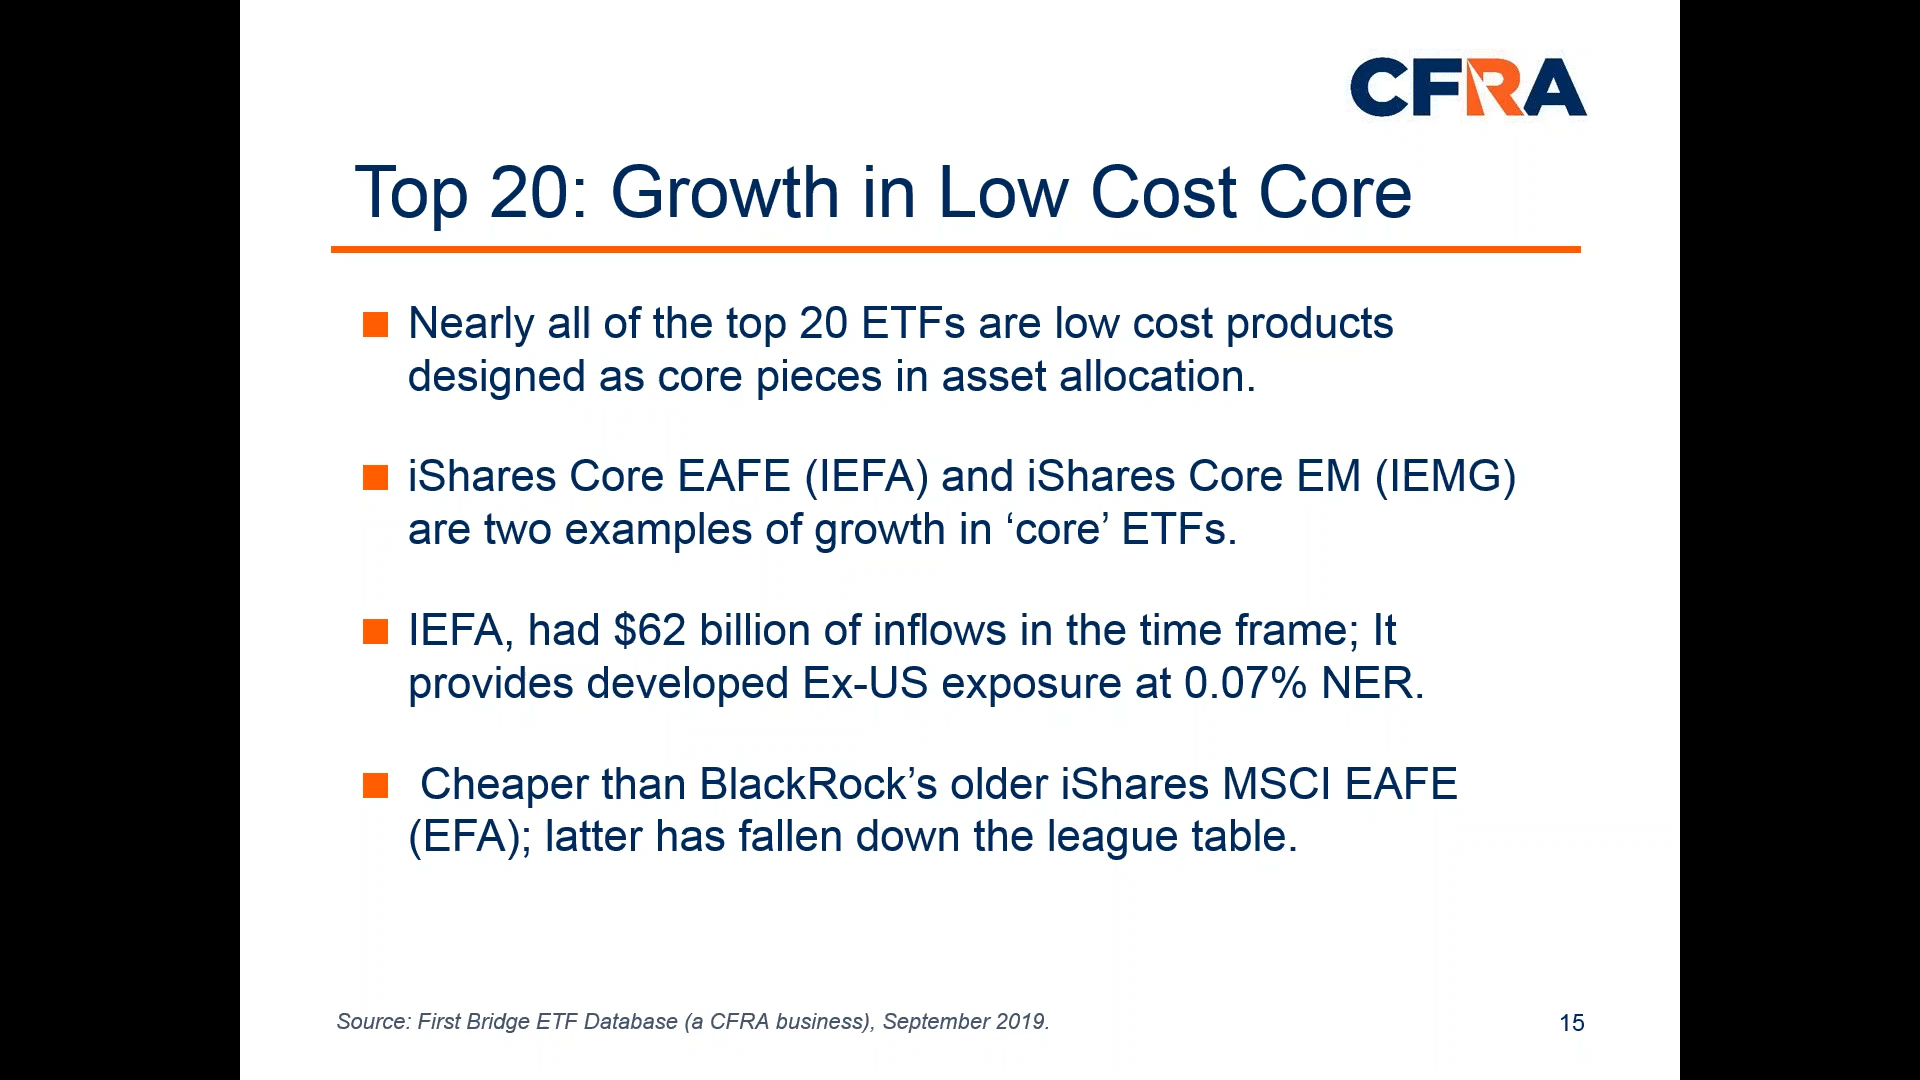 CFRA
Top 20: Growth in Low Cost Core
Nearly all of the top 20 ETFs are low cost products
designed as core pieces in asset allocation.
iShares Core EAFE (IEFA) and iShares Core EM (IEMG)
are two examples of growth in ‘core’ ETFs.
IEFA, had $62 billion of inflows in the time frame; It
provides developed Ex-US exposure at 0.07% NER.
Cheaper than BlackRock’s older iShares MSCI EAFE
(EFA); latter has fallen down the league table.
Source: First Bridge ETF Database (a CFRA business), September 2019.
15